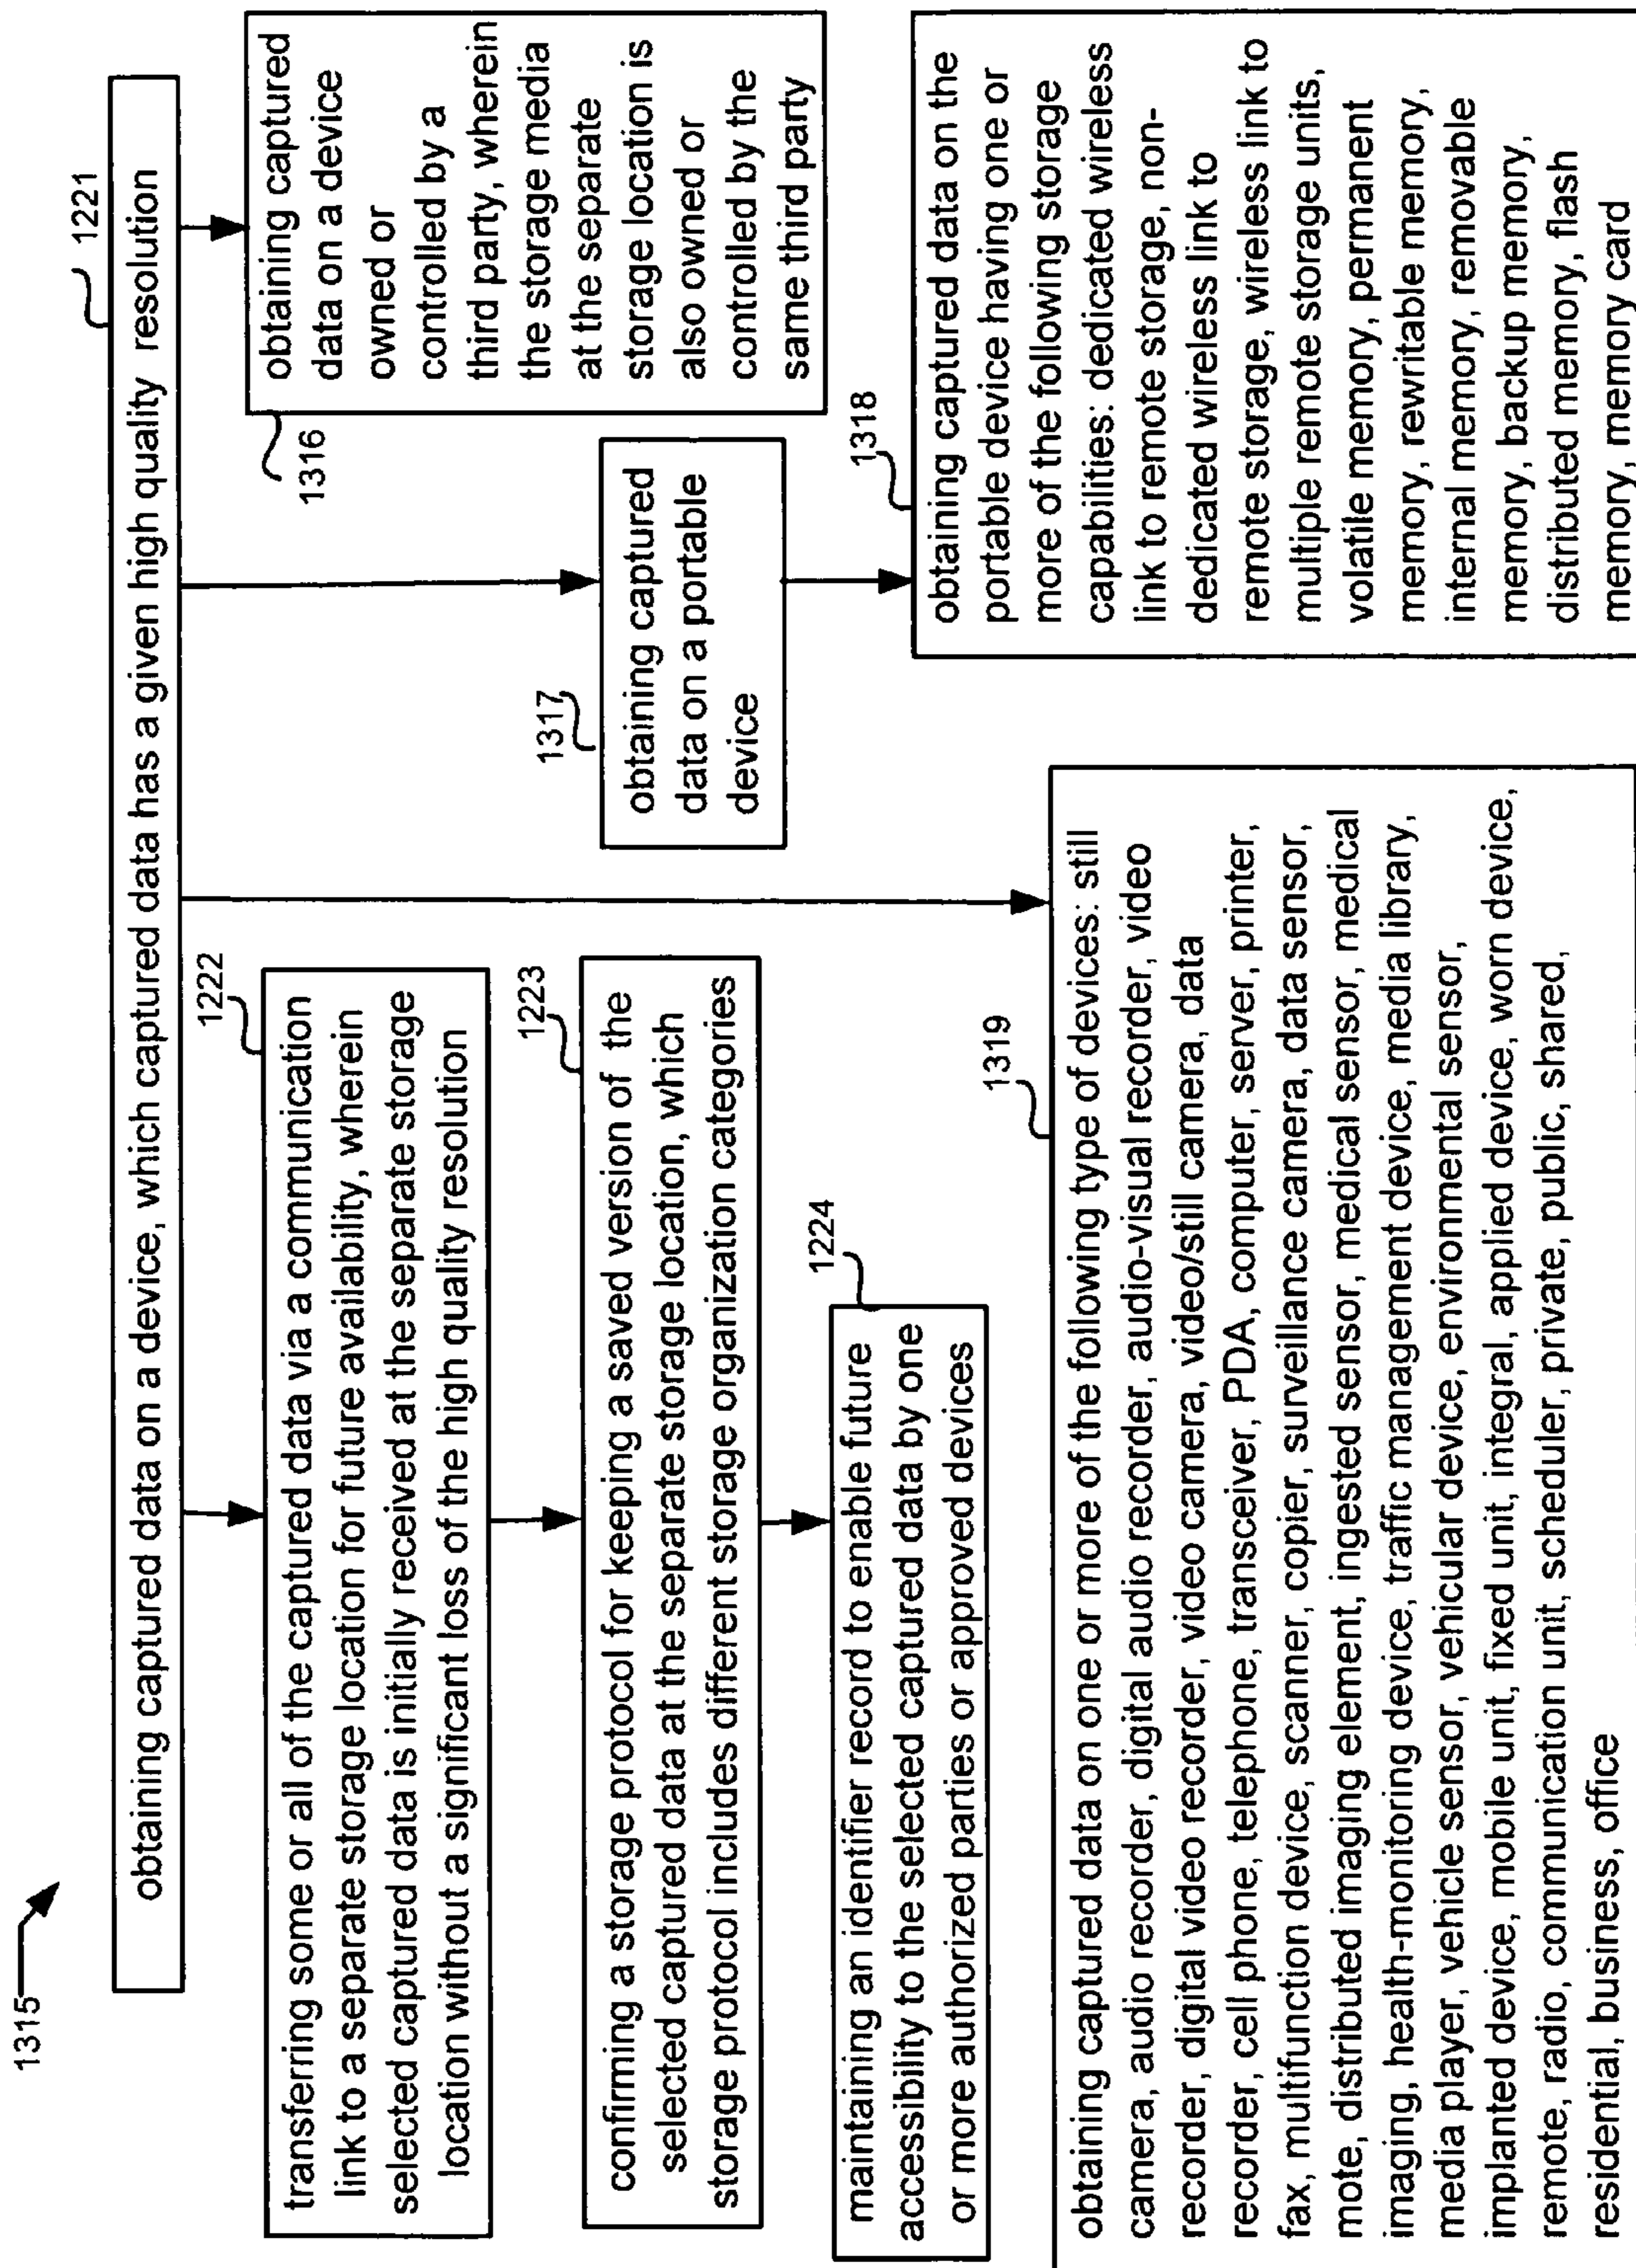 1315
1221
obtaining captured data on a device, which captured data has a given high quality resolution
1222
transferring some or all of the captured data via a communication
link to a separate storage location for future availability, wherein
selected captured data is initially received at the separate storage
location without a significant loss of the high quality resolution
1223
confirming a storage protocol for keeping a saved version of the
selected captured data at the separate storage location, which
storage protocol includes different storage organization categories
1224
maintaining an identifier record to enable future
accessibility to the selected captured data by one
or more authorized parties or approved devices
1316
obtaining captured
data on a device
owned or
controlled by a
third party, wherein
the storage media
at the separate
storage location is
also owned or
controlled by the
same third party
1317
obtaining captured
data on a portable
device
1318
obtaining captured data on the
portable device having one or
more of the following storage
capabilities: dedicated wireless
link to remote storage, non-
dedicated wireless link to
remote storage, wireless link to
multiple remote storage units,
volatile memory, permanent
memory, rewritable memory,
internal memory, removable
memory, backup memory,
distributed memory, flash
memory, memory card
1319
obtaining captured data on one or more of the following type of devices: still
camera, audio recorder, digital audio recorder, audio-visual recorder, video
recorder, digital video recorder, video camera, video/still camera, data
recorder, cell phone, telephone, transceiver, PDA, computer, server, printer,
fax, multifunction device, scanner, copier, surveillance camera, data sensor,
mote, distributed imaging element, ingested sensor, medical sensor, medical
imaging, health-monitoring device, traffic management device, media library,
media player, vehicle sensor, vehicular device, environmental sensor,
implanted device, mobile unit, fixed unit, integral, applied device, worn device,
remote, radio, communication unit, scheduler, private, public, shared,
residential, business, office